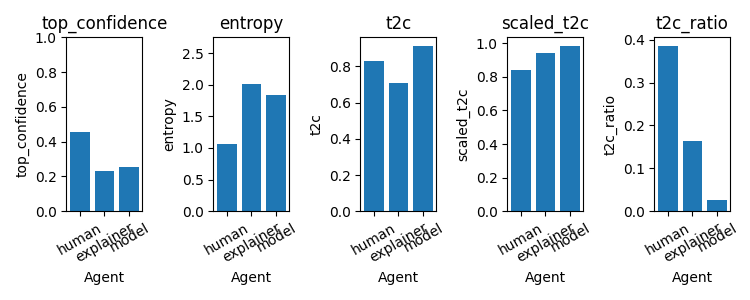 top_confidence
entropy
t2c
scaled_t2c
t2c_ratio
top_confidence
1.0
0.8
0.6
0.4
0.2
0.0
human
explainer
model
Agent
entropy
2.5
2.0
1.5
1.0
0.5
0.0
human
explainer
model
Agent
t2c
0.8
0.6
0.4
0.2
0.0
human
explainer
model
Agent
scaled_t2c
1.0
0.8
0.6
0.4
0.2
0.0
human
explainer
model
Agent
t2c_ratio
0.4
0.3
0.2
0.1
0.0
human
explainer
model
Agent